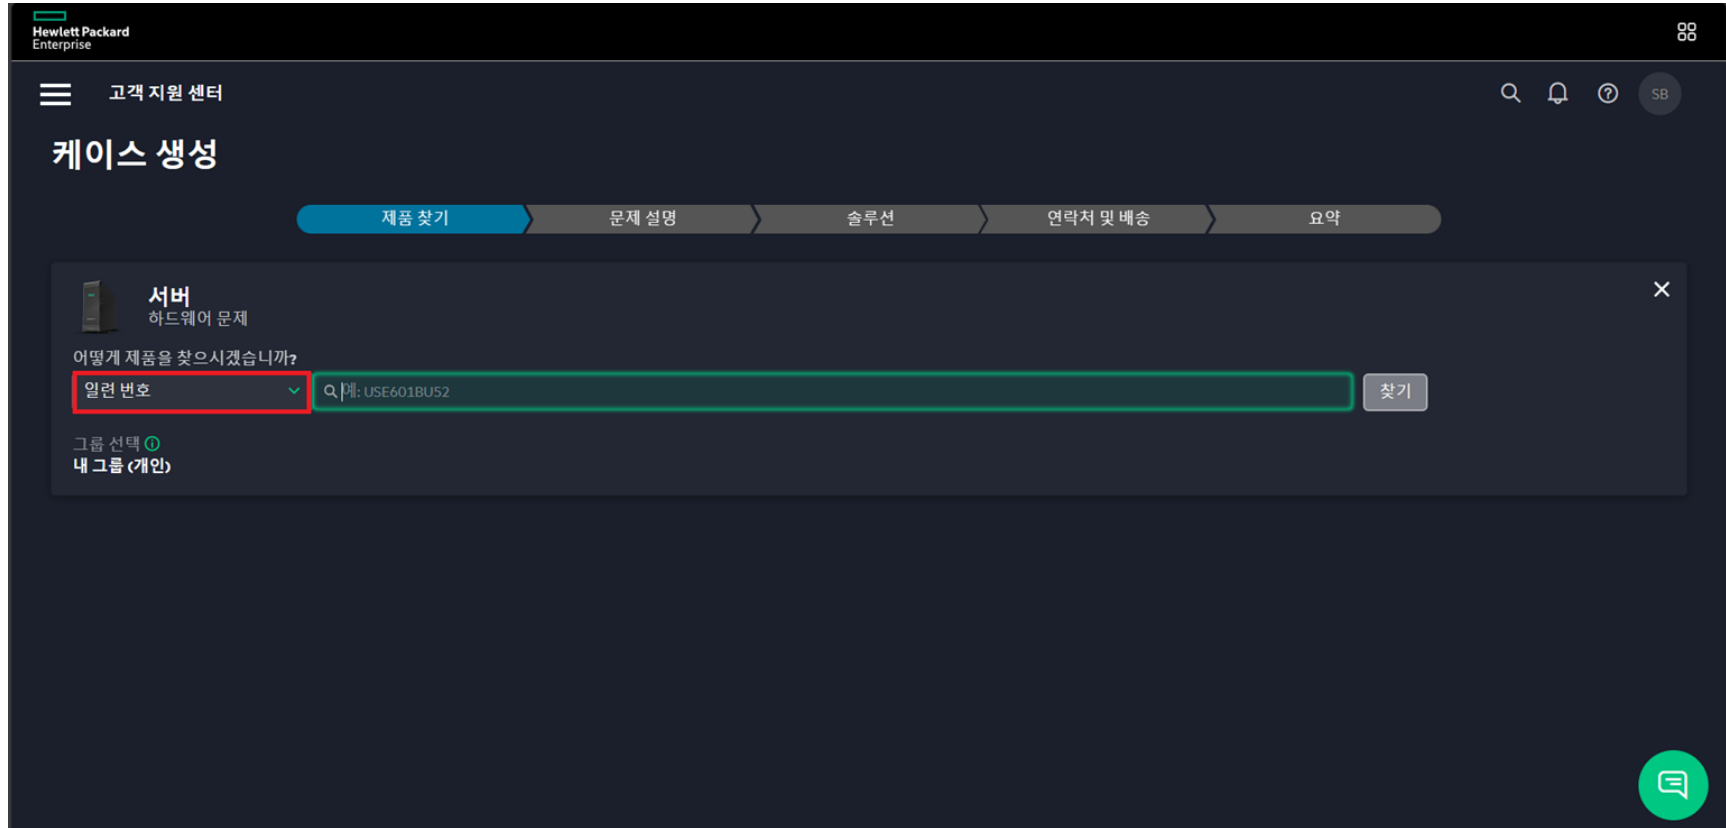 Hewlett Packard
Enterprise
고객 지원 센터
SB
케이스 생성
제품 찾기
문제 설명
솔루션
연락처 및 배송
요약
서버
하드웨어 문제
어떻게 제품을 찾으시겠습니까?
일련 번호
예: USE601BU52
찾기
그룹 선택
내 그룹 (개인)